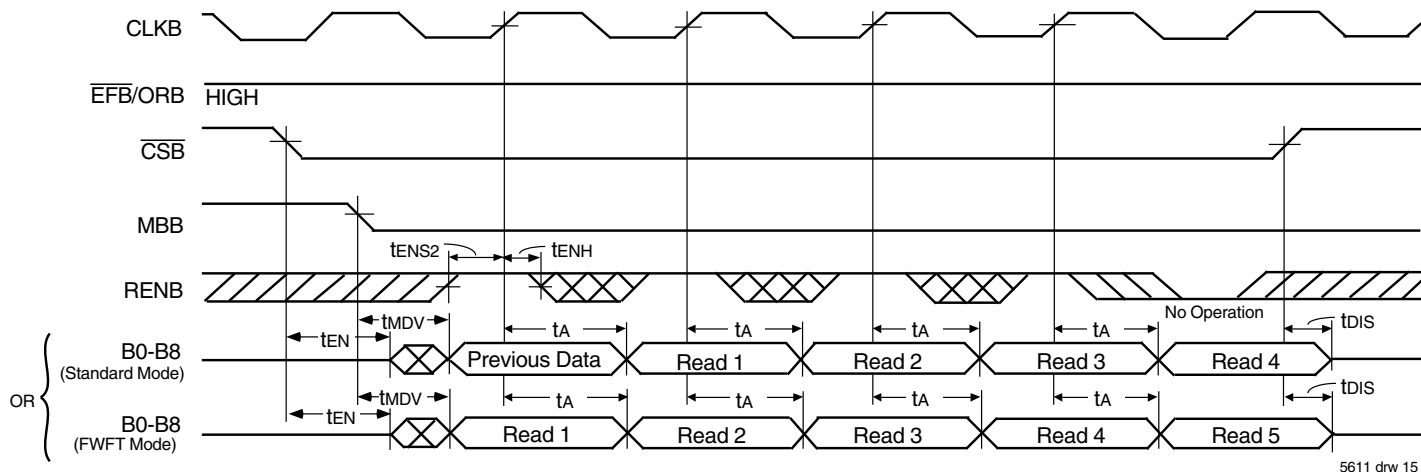 CLKB
EFB/ORB HIGH
CSB
MBB
tENS2 tENH
RENB
No Operation
tMDV
tEN tA tA tA tA tDIS
B0-B8
(Standard Mode)
Previous Data Read 1 Read 2 Read 3 Read 4
OR
tMDV
tEN tA tA tA tA tDIS
B0-B8
(FWFT Mode)
Read 1 Read 2 Read 3 Read 4 Read 5
5611 drw 15